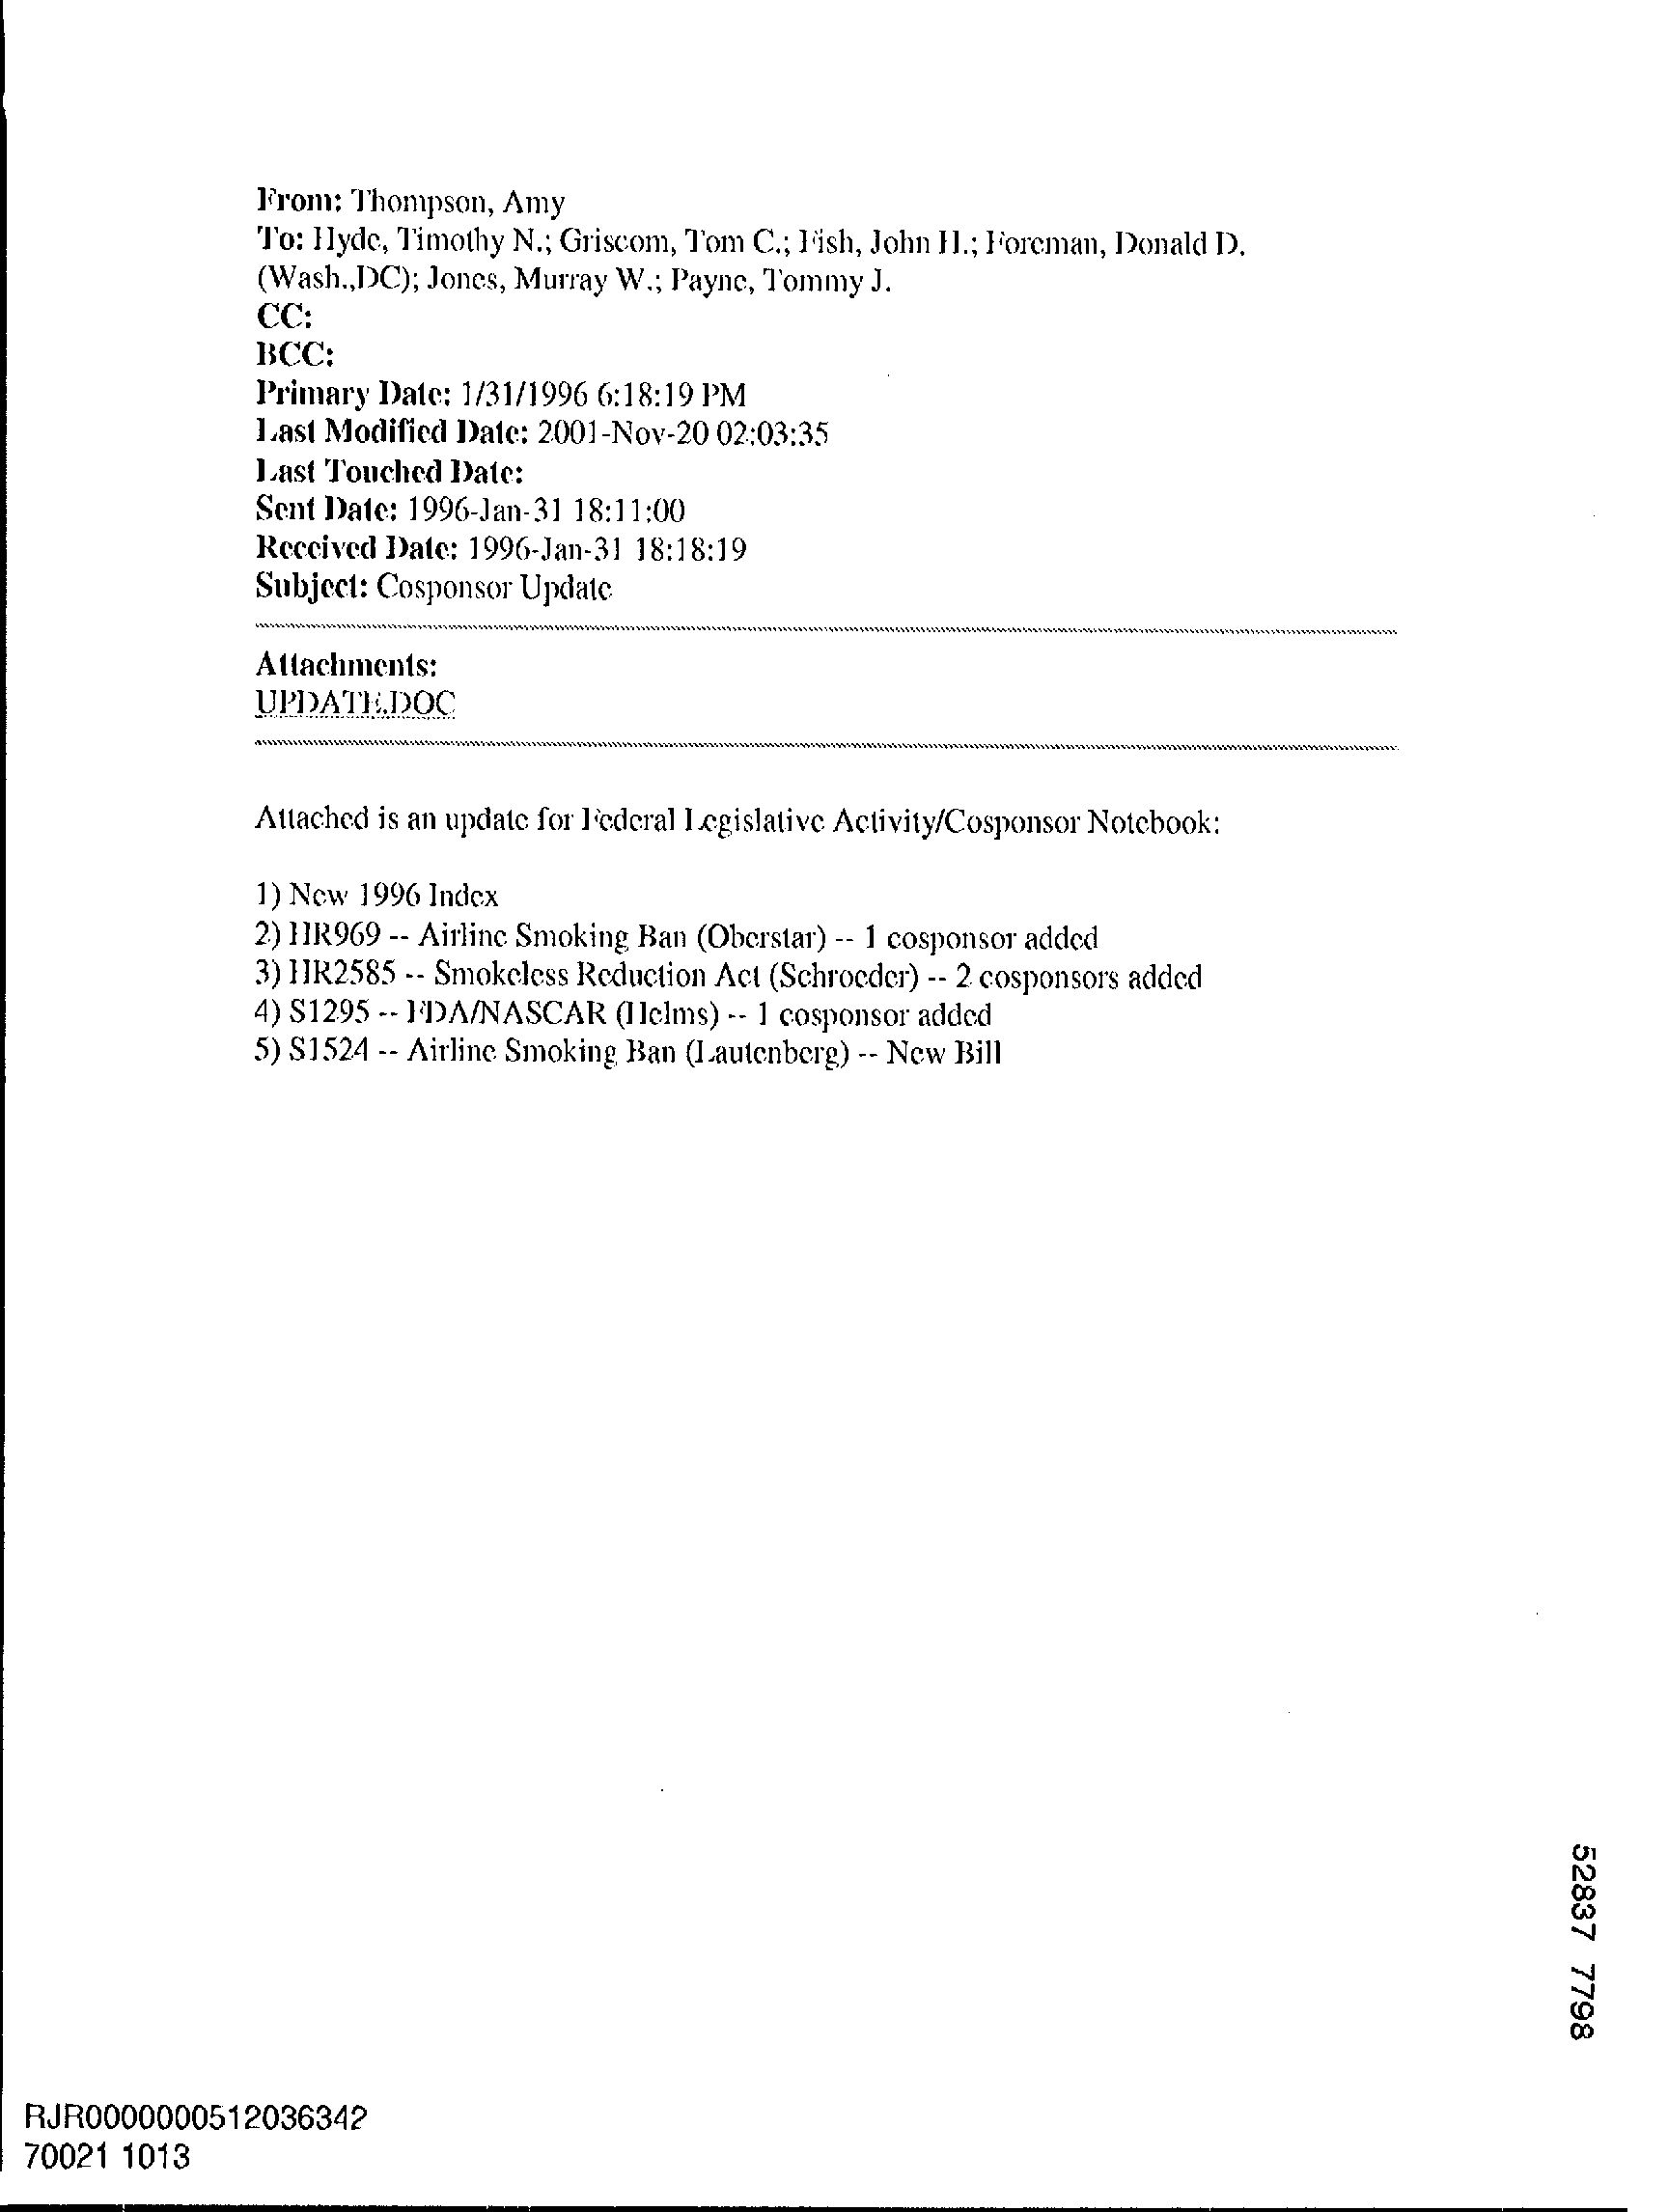 From: Thompson, Amy
To: Hyde, Timothy N.; Griscom, Tom C.; Fish, John H.; Foreman, Donald D.
(Wash.,DC); Jones, Murray W.; Payne, Tommy J.
CC:
BCC:
Primary Date: 1/31/1996 6:18:19 PM
Last Modified Date: 2001-Nov-20 02:03:35
Last Touched Date:
Sent Date: 1996-Jan-31 18:11:00
Received Date: 1996-Jan-31 18:18:19
Subject: Cosponsor Update
Attachments:
UPDATE.DOC
Attached is an update for Federal Legislative Activity/Cosponsor Notebook:
1) New 1996 Index
2) HR969 -- Airline Smoking Ban (Oberstar) -- 1 cosponsor added
3) HR2585 -- Smokeless Reduction Act (Schroeder) -- 2 cosponsors added
4) S1295 -- FDA/NASCAR (Helms) -- 1 cosponsor added
5) S1524 -- Airline Smoking Ban (Lautenberg) -- New Bill
52837 7798
RJR0000000512036342
70021 1013